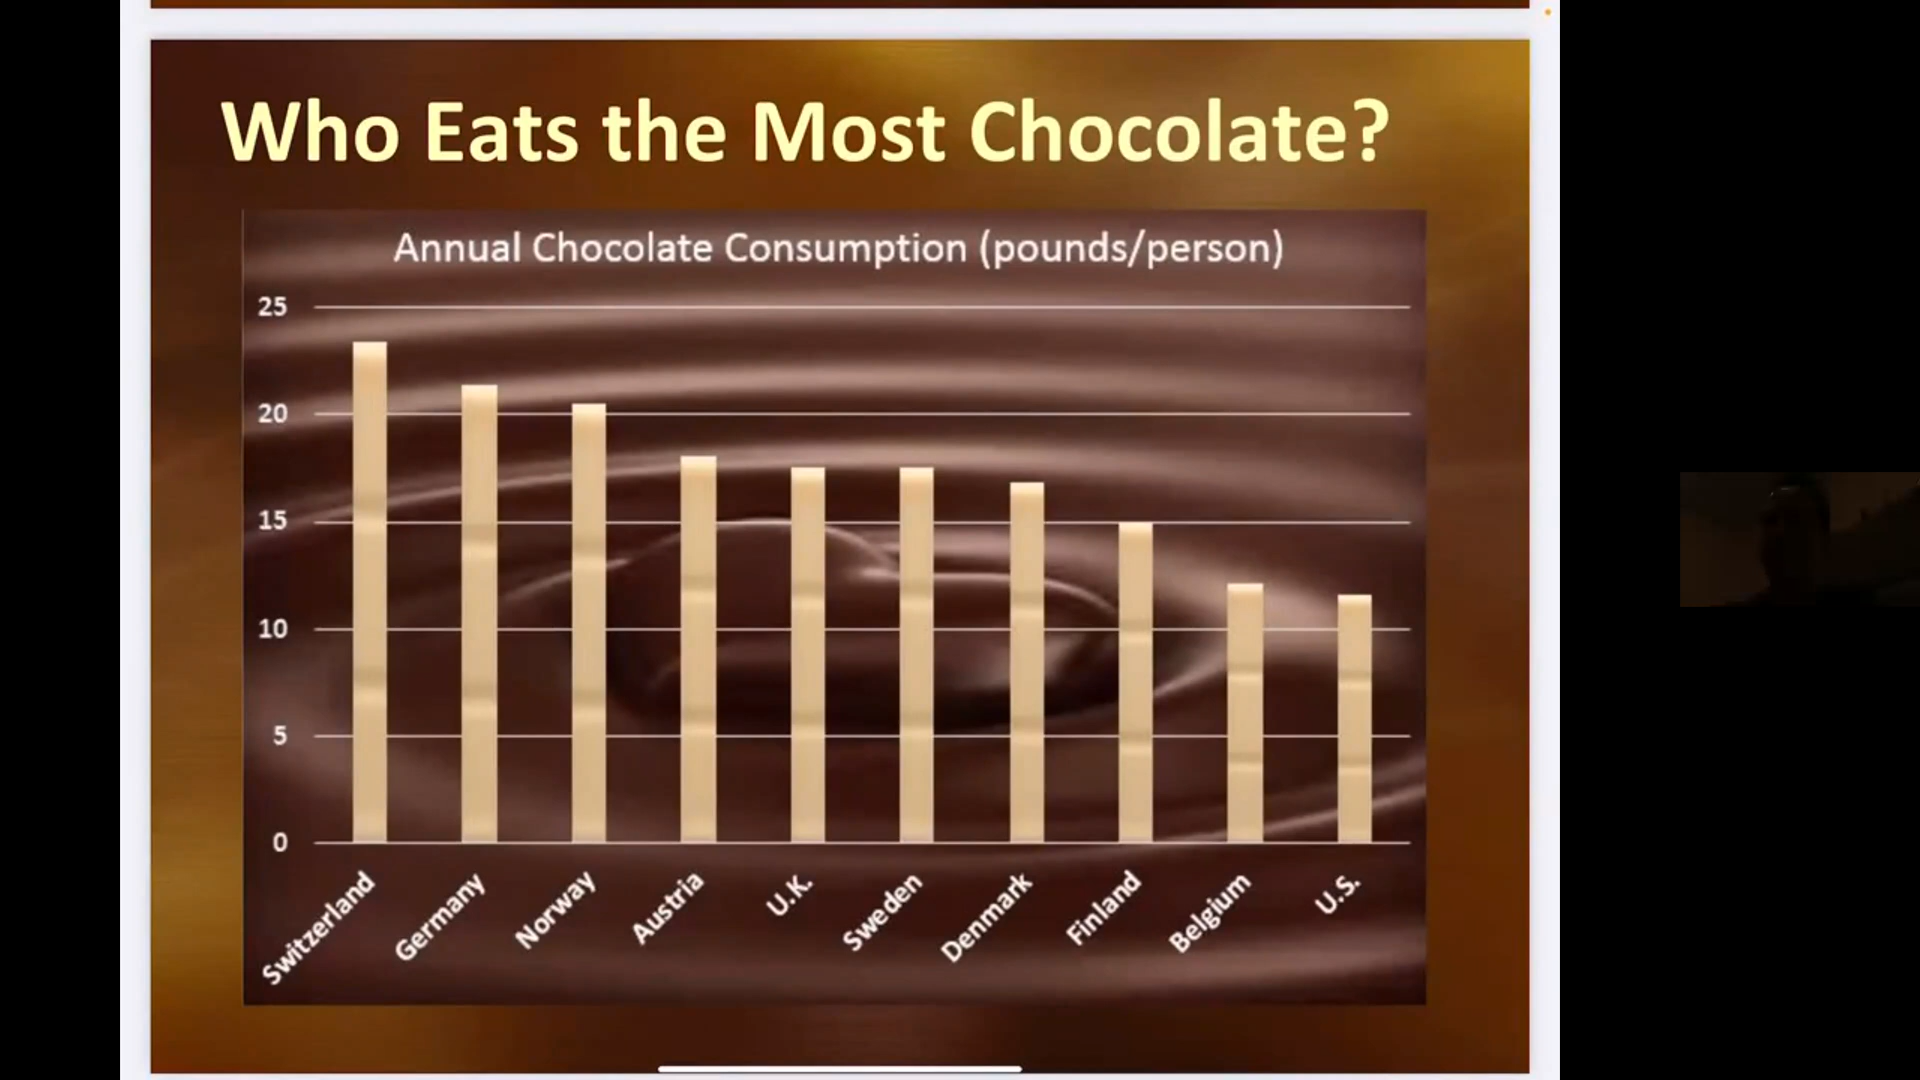 Who Eats the Most Chocolate?
Annual Chocolate Consumption (pounds/person)
25
20
15
10
5
0
Switzerland
Germany
Norway
Austria
U.K.
Sweden
Denmark
Finland
Belgium
U.S.